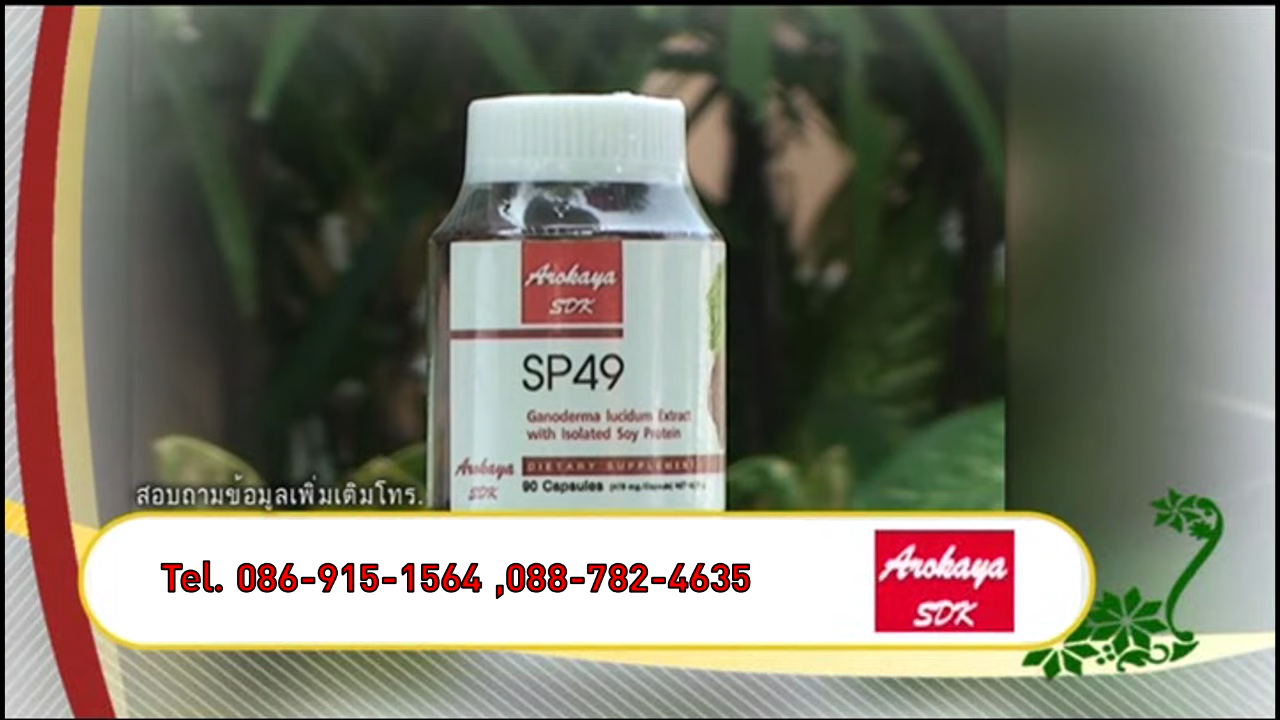 Arokaya
SDK
SP49
Ganoderma lucidum Extract
with Isolated Soy Protein
DIETARY SUPPLEMENT
Arokaya
SDK
90 Capsules
สอบถามข้อมูลเพิ่มเติมโทร.
Tel. 086-915-1564 ,088-782-4635
Arokaya
SDK